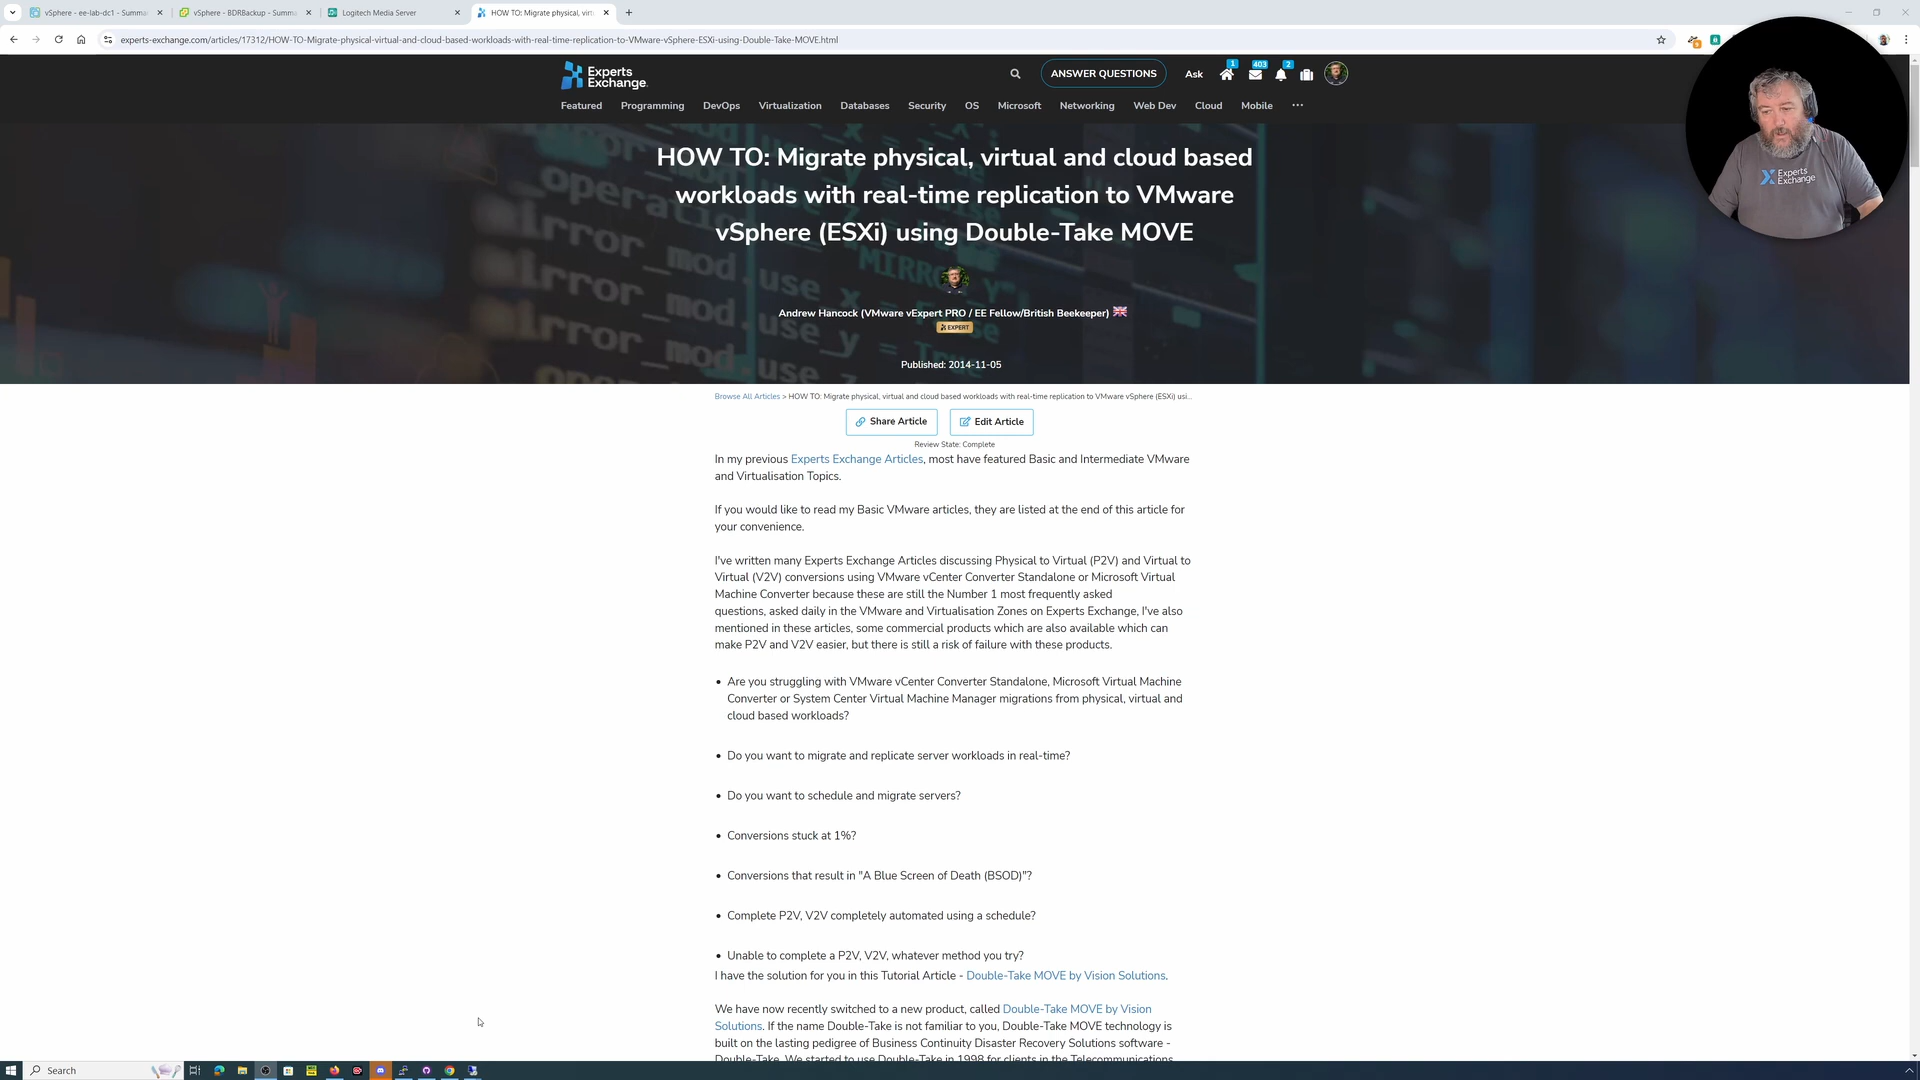 vSphere - ee-lab-dc1 - Summa
vSphere - BDRBackup - Summa
Logitech Media Server
HOW TO: Migrate physical, virt
experts-exchange.com/articles/17312/HOW-TO-Migrate-physical-virtual-and-cloud-based-workloads-with-real-time-replication-to-VMware-vSphere-ESXi-using-Double-Take-MOVE.html
Experts Exchange
ANSWER QUESTIONS
Ask
1
403
2
Featured Programming DevOps Virtualization Databases Security OS Microsoft Networking Web Dev Cloud Mobile
Experts
Exchange
HOW TO: Migrate physical, virtual and cloud based
workloads with real-time replication to VMware
vSphere (ESXi) using Double-Take MOVE
Andrew Hancock (VMware vExpert PRO / EE Fellow/British Beekeeper)
EXPERT
Published: 2014-11-05
Browse All Articles > HOW TO: Migrate physical, virtual and cloud based workloads with real-time replication to VMware vSphere (ESXi) usi...
Share Article
Edit Article
Review State: Complete
In my previous Experts Exchange Articles, most have featured Basic and Intermediate VMware
and Virtualisation Topics.
If you would like to read my Basic VMware articles, they are listed at the end of this article for
your convenience.
I've written many Experts Exchange Articles discussing Physical to Virtual (P2V) and Virtual to
Virtual (V2V) conversions using VMware vCenter Converter Standalone or Microsoft Virtual
Machine Converter because these are still the Number 1 most frequently asked
questions, asked daily in the VMware and Virtualisation Zones on Experts Exchange, I've also
mentioned in these articles, some commercial products which are also available which can
make P2V and V2V easier, but there is still a risk of failure with these products.
• Are you struggling with VMware vCenter Converter Standalone, Microsoft Virtual Machine
Converter or System Center Virtual Machine Manager migrations from physical, virtual and
cloud based workloads?
• Do you want to migrate and replicate server workloads in real-time?
• Do you want to schedule and migrate servers?
• Conversions stuck at 1%?
• Conversions that result in "A Blue Screen of Death (BSOD)"?
• Complete P2V, V2V completely automated using a schedule?
• Unable to complete a P2V, V2V, whatever method you try?
I have the solution for you in this Tutorial Article - Double-Take MOVE by Vision Solutions.
We have now recently switched to a new product, called Double-Take MOVE by Vision
Solutions. If the name Double-Take is not familiar to you, Double-Take MOVE technology is
built on the lasting pedigree of Business Continuity Disaster Recovery Solutions software -
Double-Take. We started to use Double-Take in 1998 for clients in the Telecommunications
Search